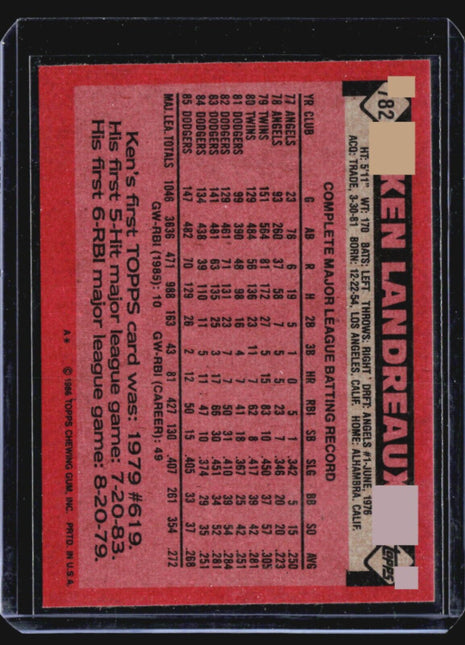 782
KEN LANDREAUX
TOPPS
HT: 5'11" WT: 170 BATS: LEFT THROWS: RIGHT DRFT: ANGELS #1-JUNE, 1976
ACQ: TRADE, 3-30-81 BORN: 12-22-54, LOS ANGELES, CALIF. HOME: ALHAMBRA, CALIF.
COMPLETE MAJOR LEAGUE BATTING RECORD
YR CLUB G AB R H 2B 3B HR RBI SB SLG BB SO AVG
77 ANGELS 23 76 6 19 5 1 0 5 1 .342 5 15 .250
78 ANGELS 93 260 37 58 7 5 5 23 7 .346 20 20 .223
79 TWINS 151 564 81 172 27 5 15 83 10 .450 37 57 .305
80 TWINS 129 484 56 136 23 11 7 62 8 .417 39 42 .281
81 DODGERS 99 390 48 98 16 4 7 41 18 .367 25 42 .251
82 DODGERS 129 461 71 131 23 7 7 50 31 .410 39 54 .284
83 DODGERS 141 481 63 135 25 3 17 66 30 .451 34 52 .281
84 DODGERS 134 438 39 110 11 5 11 47 10 .374 29 35 .251
85 DODGERS 147 482 70 129 26 2 12 50 15 .405 33 37 .268
MAJ. LEA. TOTALS 1046 3636 471 988 163 43 81 427 130 .407 261 354 .272
GW-RBI (1985): 10 GW-RBI (CAREER): 49
Ken's first TOPPS card was: 1979 #619.
His first 5-Hit major league game: 7-20-83.
His first 6-RBI major league game: 8-20-79.
A* © 1986 TOPPS CHEWING GUM, INC. PRTD IN U.S.A.